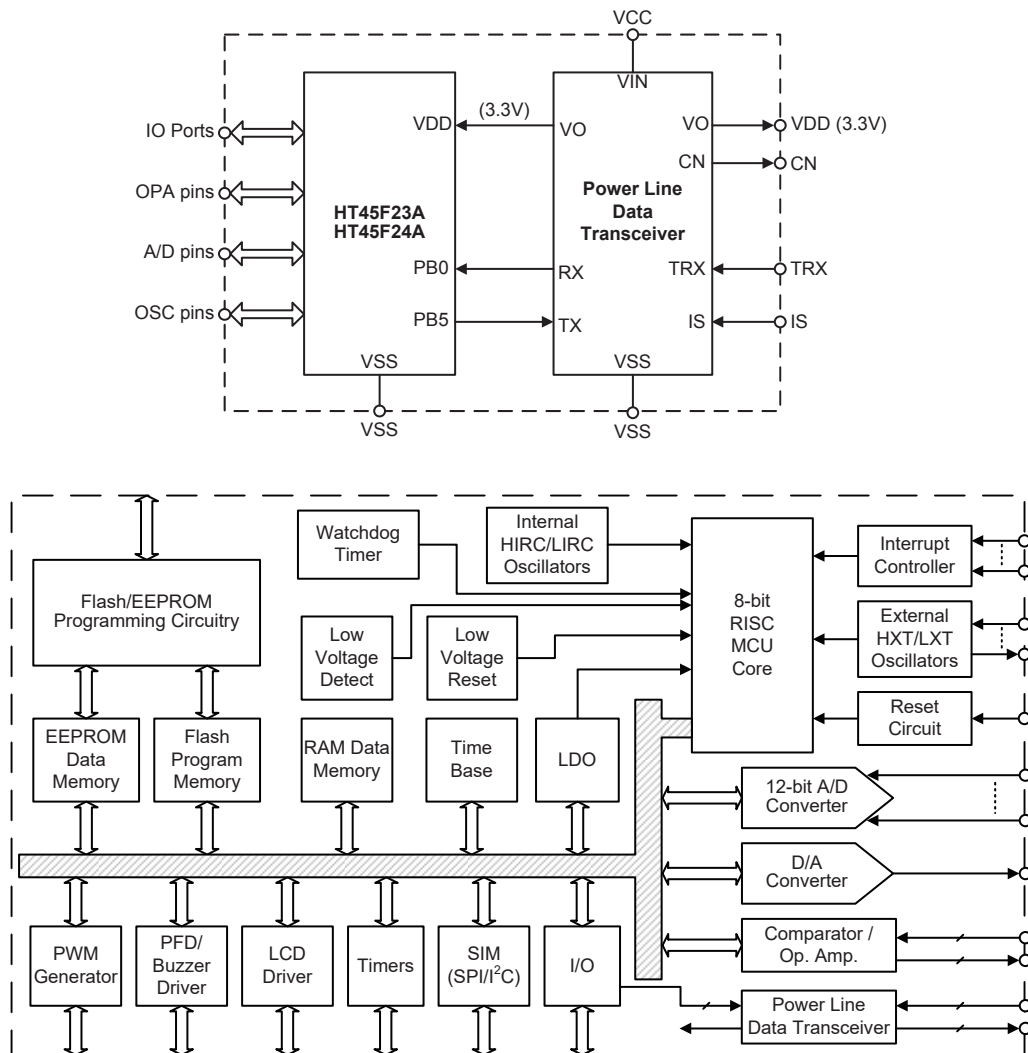 VCC
VIN
IO Ports
OPA pins
A/D pins
OSC pins
VDD
(3.3V)
HT45F23A
HT45F24A
PB0
PB5
VSS
VSS
VO
RX
TX
Power Line
Data
Transceiver
VO
CN
TRX
IS
VSS
VSS
VDD (3.3V)
CN
TRX
IS
Flash/EEPROM
Programming Circuitry
Watchdog
Timer
Internal
HIRC/LIRC
Oscillators
Low
Voltage
Detect
Low
Voltage
Reset
8-bit
RISC
MCU
Core
Interrupt
Controller
External
HXT/LXT
Oscillators
Reset
Circuit
EEPROM
Data
Memory
Flash
Program
Memory
RAM Data
Memory
Time
Base
LDO
12-bit A/D
Converter
D/A
Converter
Comparator /
Op. Amp.
Power Line
Data Transceiver
PWM
Generator
PFD/
Buzzer
Driver
LCD
Driver
Timers
SIM
(SPI/I²C)
I/O